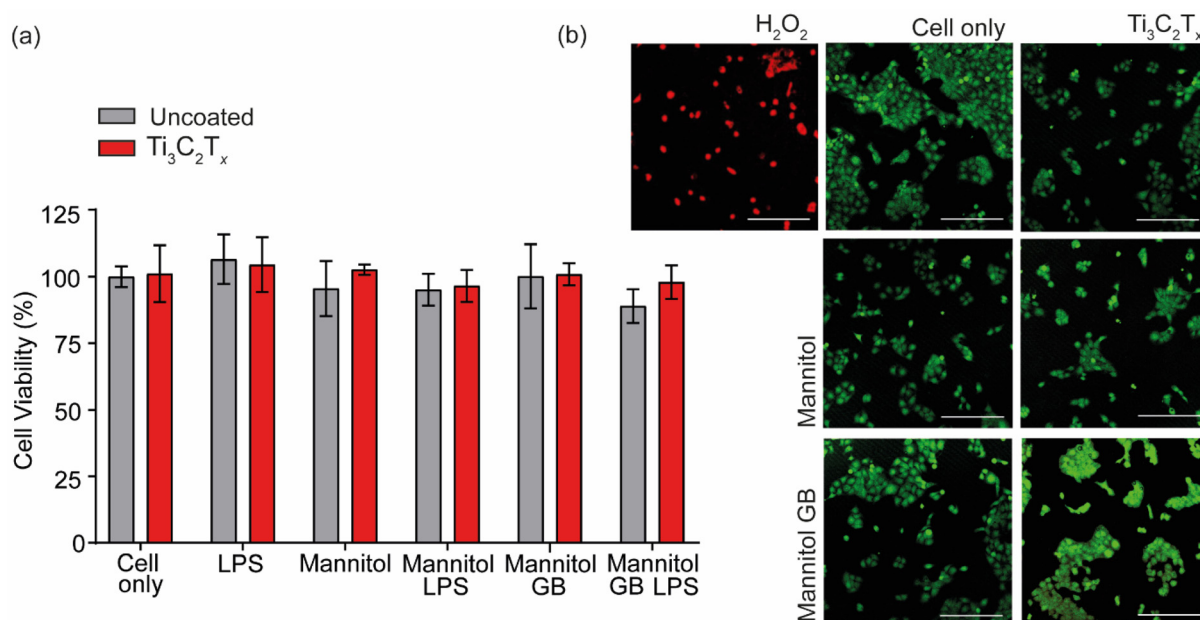 (a)
Uncoated
Ti₃C₂Tₓ
Cell Viability (%)
125
100
75
50
25
0
Cell only
LPS
Mannitol
Mannitol LPS
Mannitol GB
Mannitol GB LPS
(b)
H₂O₂
Cell only
Ti₃C₂Tₓ
Mannitol
Mannitol GB